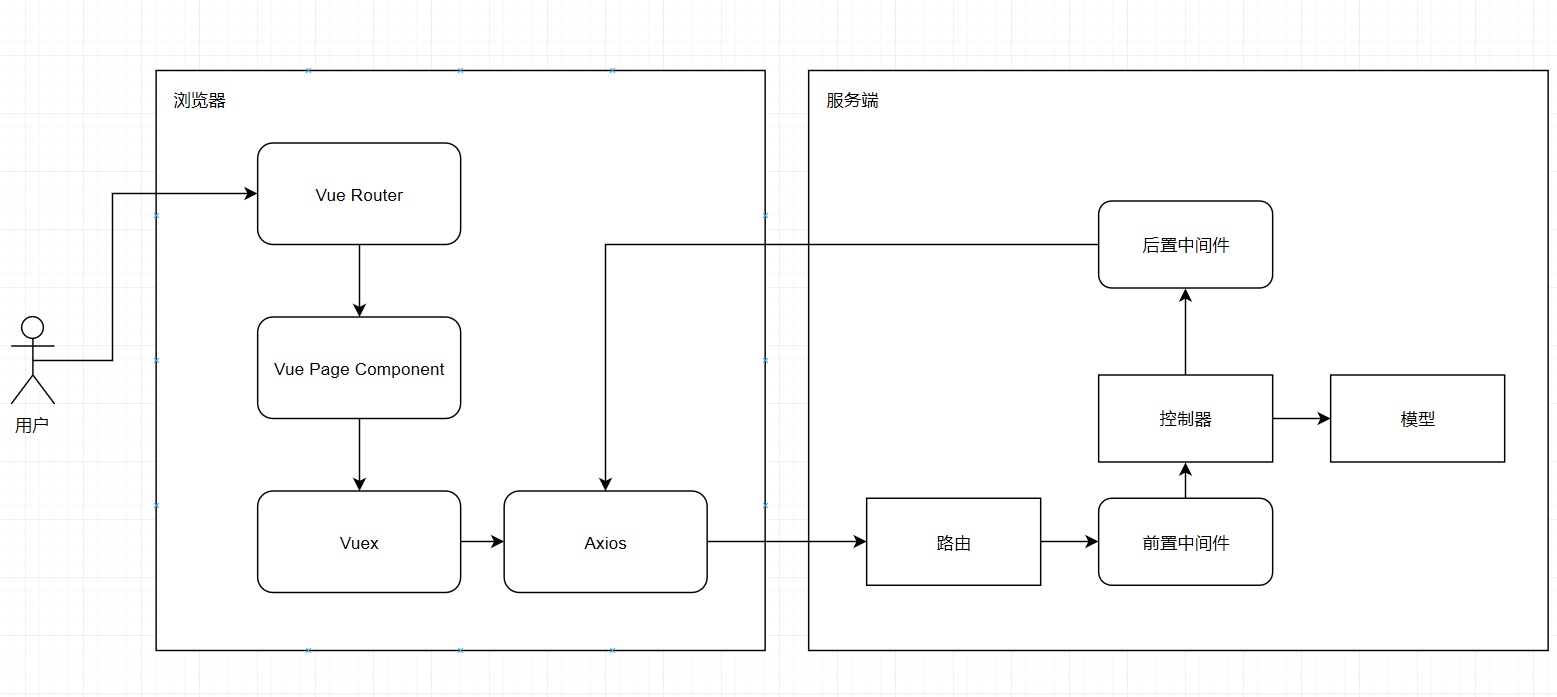 浏览器
服务端
Vue Router
后置中间件
Vue Page Component
控制器
模型
用户
Vuex
Axios
路由
前置中间件